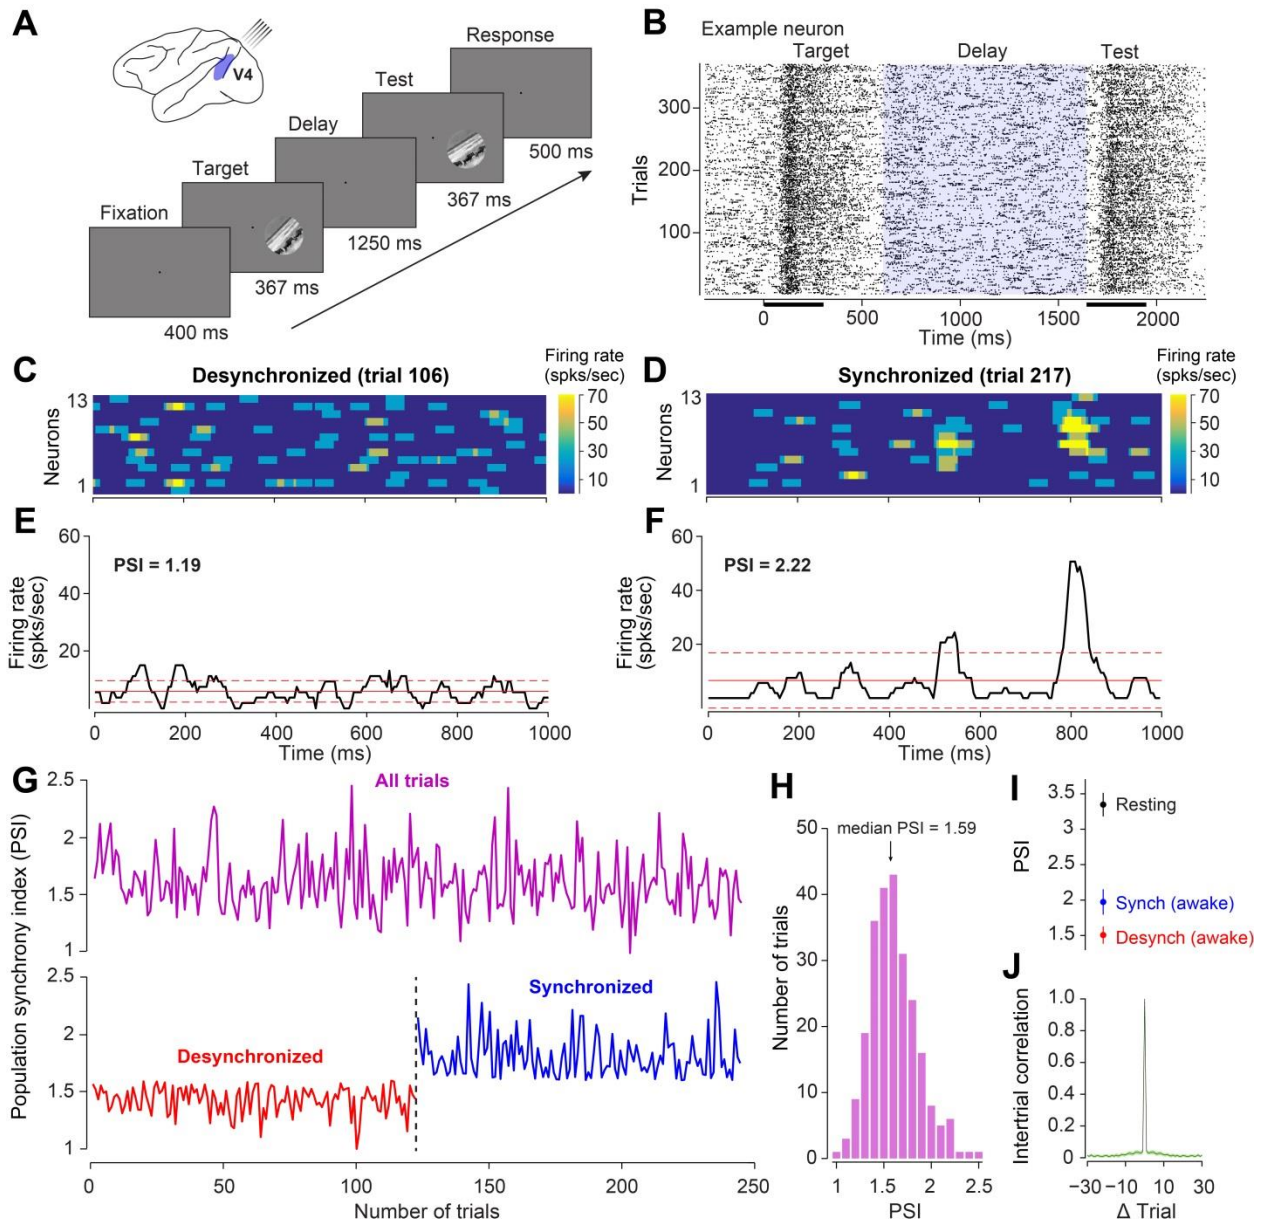 A
V4
Fixation
400 ms
Target
367 ms
Delay
1250 ms
Test
367 ms
Response
500 ms
B
Example neuron
Target Delay Test
Trials
300
200
100
0 500 1000 1500 2000
Time (ms)
C
Desynchronized (trial 106)
Firing rate
(spks/sec)
Neurons
13
1
70
50
30
10
D
Synchronized (trial 217)
Firing rate
(spks/sec)
Neurons
13
1
70
50
30
10
E
PSI = 1.19
Firing rate
(spks/sec)
60
40
20
0 200 400 600 800 1000
Time (ms)
F
PSI = 2.22
Firing rate
(spks/sec)
60
40
20
0 200 400 600 800 1000
Time (ms)
G
Population synchrony index (PSI)
All trials
2.5
2
1.5
1
Desynchronized
Synchronized
2.5
2
1.5
1
0 50 100 150 200 250
Number of trials
H
median PSI = 1.59
Number of trials
50
40
30
20
10
0
1 1.5 2 2.5
PSI
I
PSI
3.5
3
2.5
2
1.5
Resting
Synch (awake)
Desynch (awake)
J
Intertrial correlation
1.0
0.8
0.6
0.4
0.2
0
−30 −10 10 30
Δ Trial